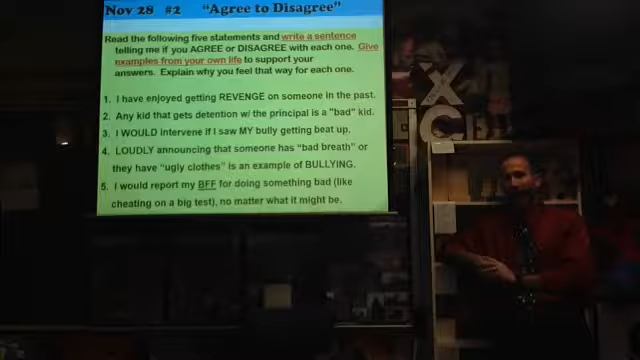 Nov 28 #2 "Agree to Disagree"
Read the following five statements and write a sentence
telling me if you AGREE or DISAGREE with each one. Give
examples from your own life to support your
answers. Explain why you feel that way for each one.
1. I have enjoyed getting REVENGE on someone in the past.
2. Any kid that gets detention w/ the principal is a "bad" kid.
3. I WOULD intervene if I saw MY bully getting beat up.
4. LOUDLY announcing that someone has "bad breath" or
they have "ugly clothes" is an example of BULLYING.
5. I would report my BFF for doing something bad (like
cheating on a big test), no matter what it might be.
X
C